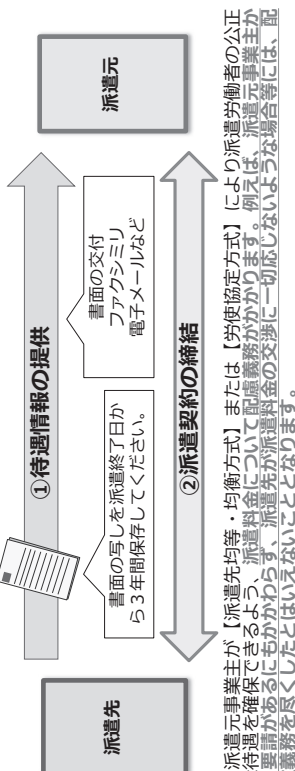 ①待遇情報の提供
派遣先
派遣元
書面の写しを派遣終了日か
ら３年間保存してください。
書面の交付
ファクシミリ
電子メールなど
②派遣契約の締結
派遣元事業主が【派遣先均等・均衡方式】または【労使協定方式】により派遣労働者の公正
待遇を確保できるよう、派遣料金について配慮義務がかかります。例えば、派遣元事業主か
要請があるにもかかわらず、派遣先が派遣料金の交渉に一切応じないような場合等には、配
義務を尽くしたとはいえないこととなります。